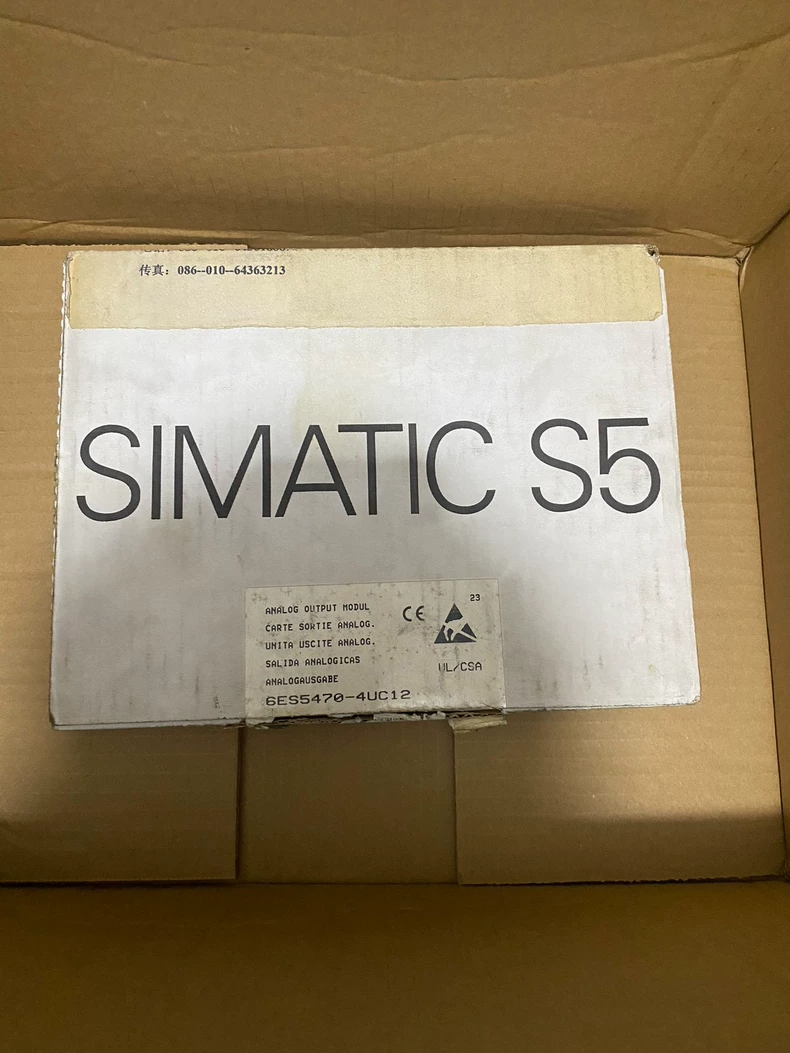 传真：086--010--64363213
SIMATIC S5
23
ANALOG OUTPUT MODUL
CARTE SORTIE ANALOG.
UNITA USCITE ANALOG.
SALIDA ANALOGICAS
ANALOGAUSGABE
6ES5470-4UC12
CE
UL/CSA